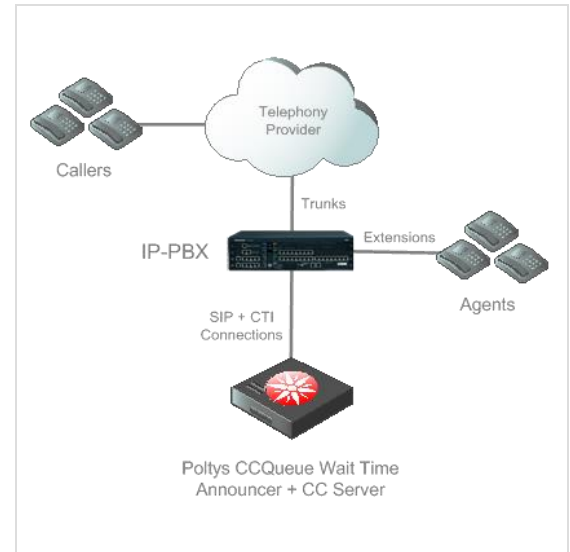 Telephony
Provider
Callers
Trunks
IP-PBX
Extensions
Agents
SIP + CTI
Connections
Poltys CCQueue Wait Time
Announcer + CC Server